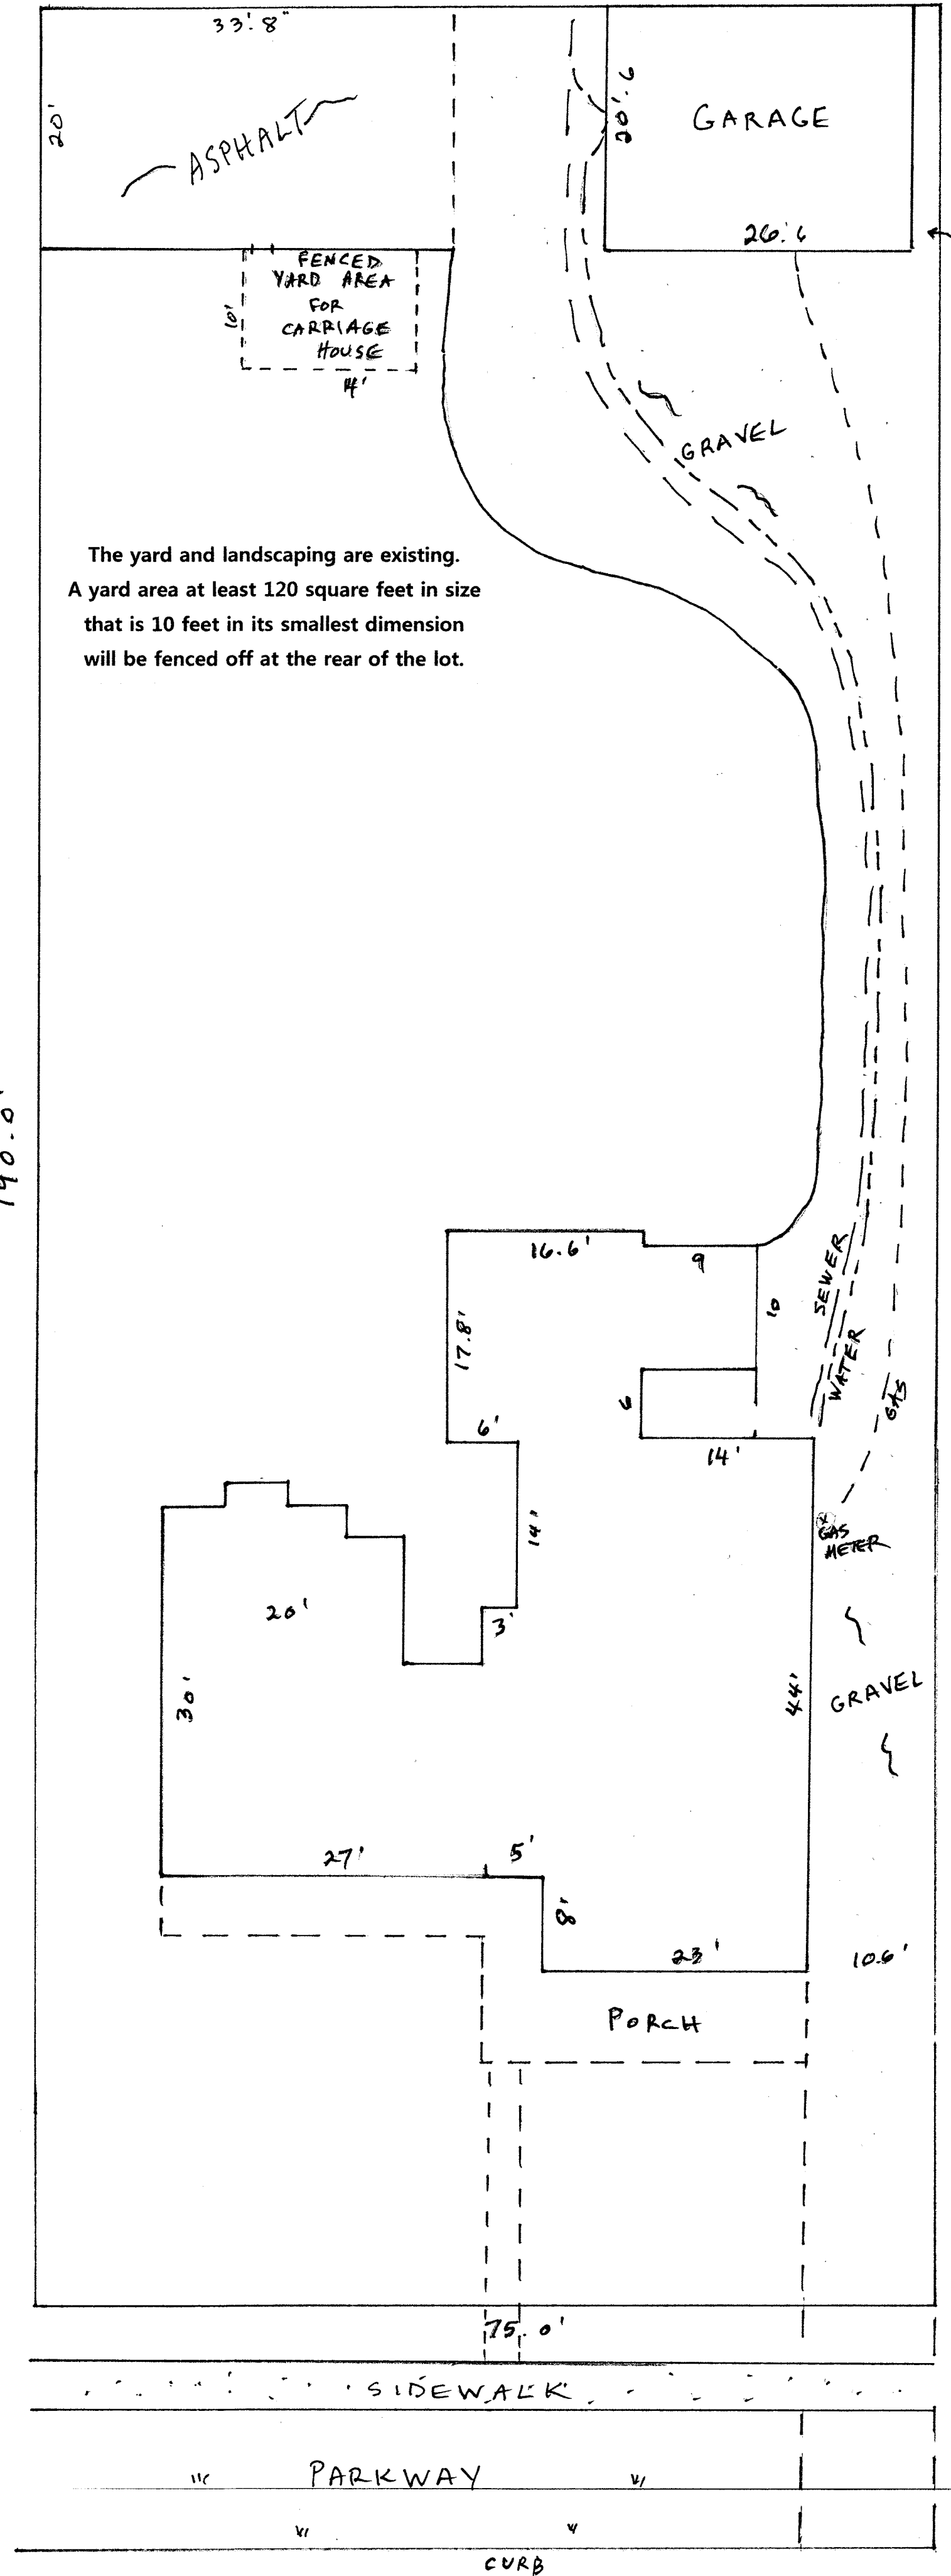 33'.8"
20'
ASPHALT
20'.6
GARAGE
26'.6
FENCED
YARD AREA
FOR
CARRIAGE
HOUSE
10'
14'
GRAVEL
The yard and landscaping are existing.
A yard area at least 120 square feet in size
that is 10 feet in its smallest dimension
will be fenced off at the rear of the lot.
190.0'
16.6'
9
10
17.8'
SEWER
WATER
GAS
6
6'
14'
GAS
METER
14'
20'
3'
30'
44'
GRAVEL
27'
5'
8'
23'
10.6'
PORCH
75.0'
SIDEWALK
PARKWAY
CURB